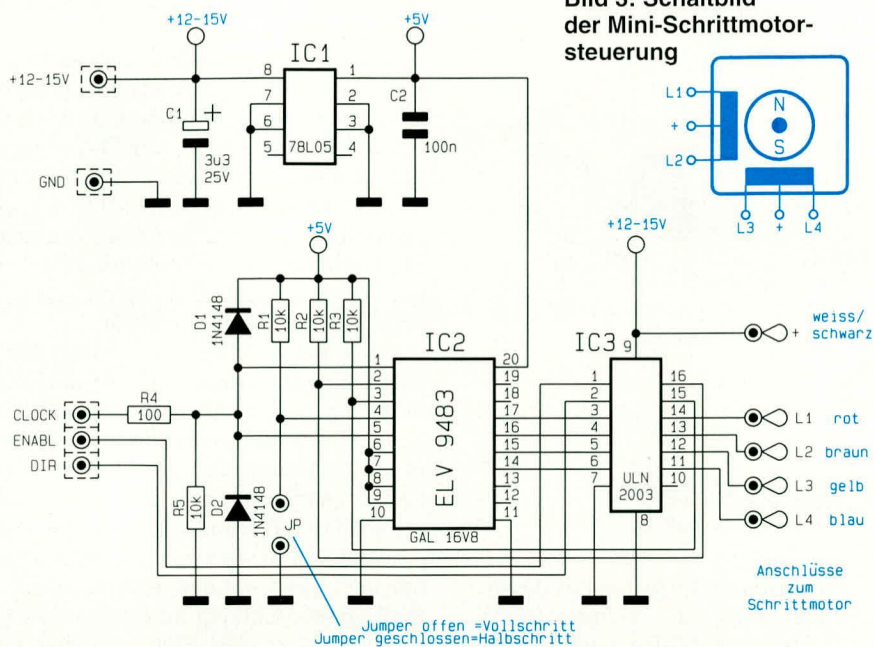 Bild 3: Schaltbild
der Mini-Schrittmotor-
steuerung
+12-15V
+5V
IC1
+12-15V
8
1
7
2
6
3
5
4
78L05
C1
+
3u3
25V
C2
100n
GND
L1
+
L2
N
S
L3
+
L4
+5V
+12-15V
D1
1N4148
R1
10k
R2
10k
R3
10k
IC2
IC3
9
+
weiss/
schwarz
1
2
3
4
5
6
7
8
9
10
20
19
18
17
16
15
14
13
12
11
ELV 9483
GAL 16V8
1
2
3
4
5
6
7
16
15
14
13
12
11
10
ULN
2003
8
L1 rot
L2 braun
L3 gelb
L4 blau
CLOCK
R4
100
ENABL
DIR
R5
10k
D2
1N4148
JP
Jumper offen =Vollschritt
Jumper geschlossen=Halbschritt
Anschlüsse
zum
Schrittmotor